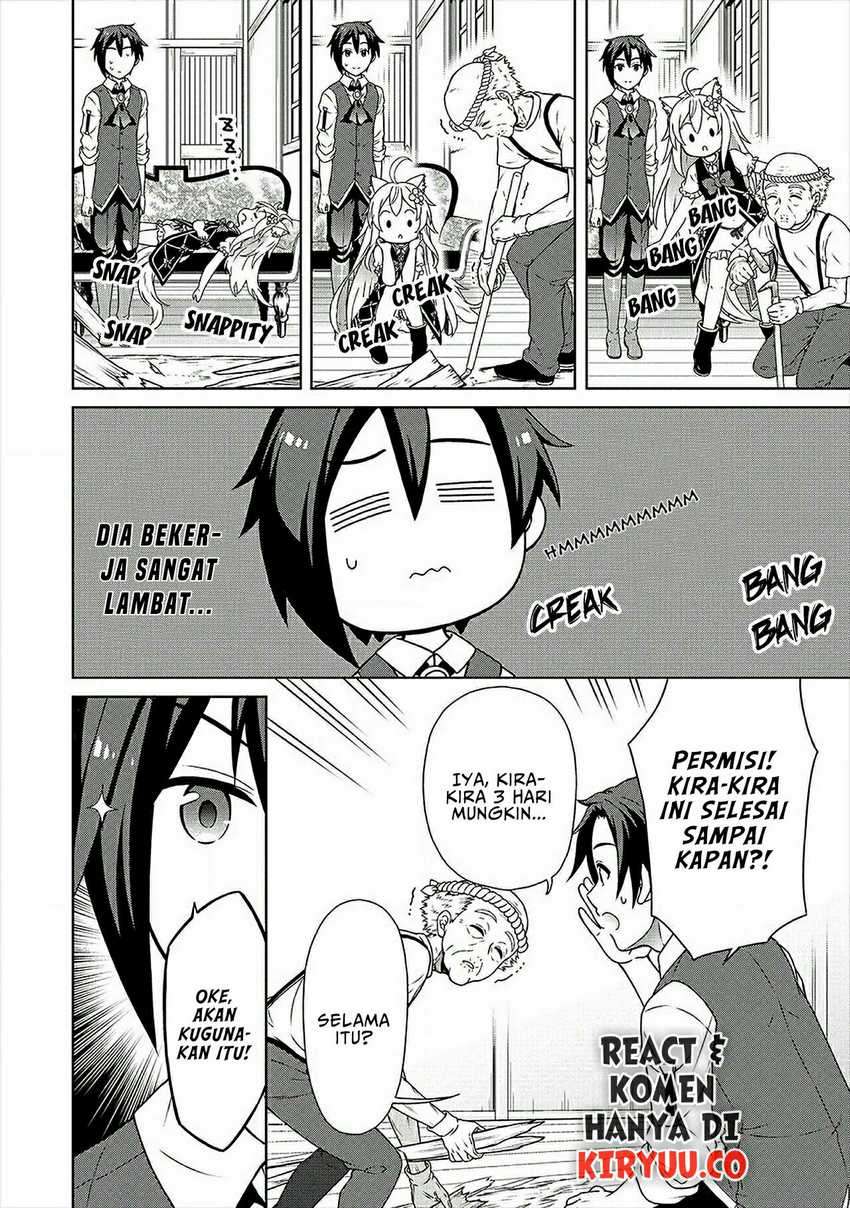 BANG
BANG
BANG
CREAK
CREAK
Z
Z
SNAP
SNAP
SNAPPITY
BANG
BANG
CREAK
HMMMMMMMMM
DIA BEKER-
JA SANGAT
LAMBAT...
PERMISI!
KIRA-KIRA
INI SELESAI
SAMPAI
KAPAN?!
IYA, KIRA-
KIRA 3 HARI
MUNGKIN...
SELAMA
ITU?
OKE,
AKAN
KUGUNA-
KAN ITU!
REACT &
KOMEN
HANYA DI
KIRYUU.CO